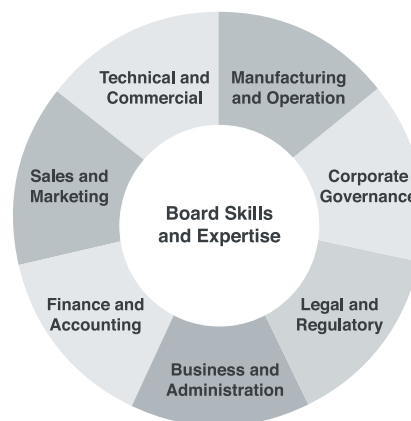 Technical and
Commercial
Manufacturing
and Operation
Sales and
Marketing
Corporate
Governance
Board Skills
and Expertise
Finance and
Accounting
Legal and
Regulatory
Business and
Administration